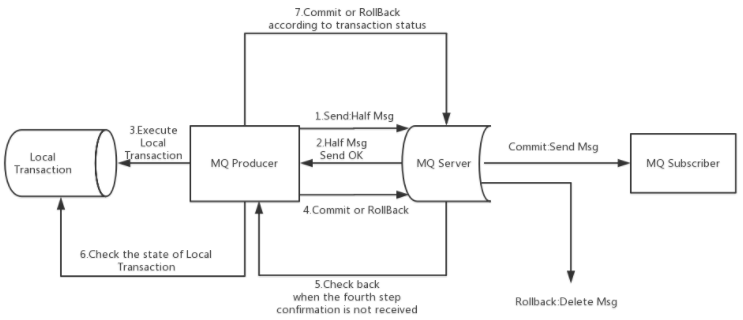 7.Commit or RollBack
according to transaction status
1.Send:Half Msg
3.Execute
Local
Transaction
2.Half Msg
Send OK
Commit:Send Msg
Local
Transaction
MQ Producer
MQ Server
MQ Subscriber
4.Commit or RollBack
6.Check the state of Local
Transaction
5.Check back
when the fourth step
confirmation is not received
Rollback:Delete Msg